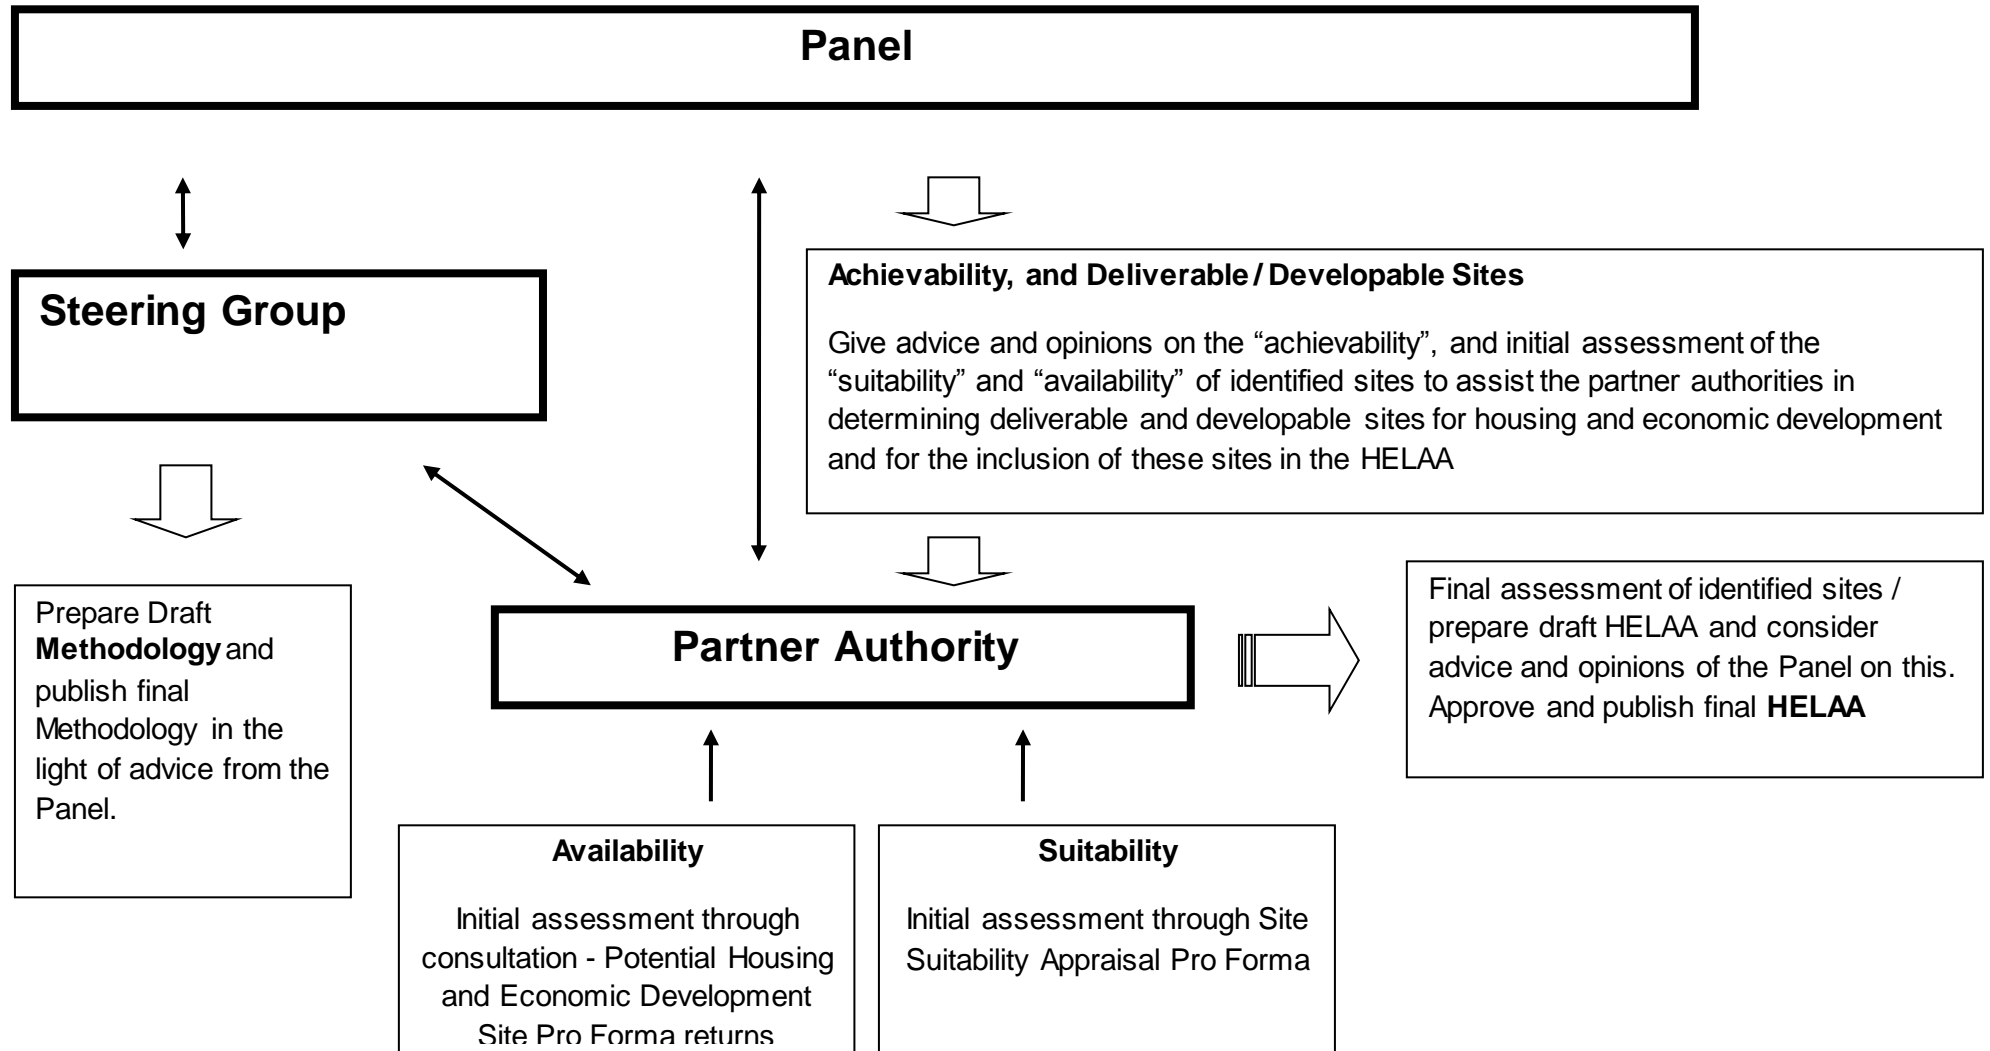 Panel
Steering Group
Achievability, and Deliverable / Developable Sites
Give advice and opinions on the “achievability”, and initial assessment of the
“suitability” and “availability” of identified sites to assist the partner authorities in
determining deliverable and developable sites for housing and economic development
and for the inclusion of these sites in the HELAA
Prepare Draft
Methodology and
publish final
Methodology in the
light of advice from the
Panel.
Partner Authority
Final assessment of identified sites /
prepare draft HELAA and consider
advice and opinions of the Panel on this.
Approve and publish final HELAA
Availability
Initial assessment through
consultation - Potential Housing
and Economic Development
Site Pro Forma returns
Suitability
Initial assessment through Site
Suitability Appraisal Pro Forma